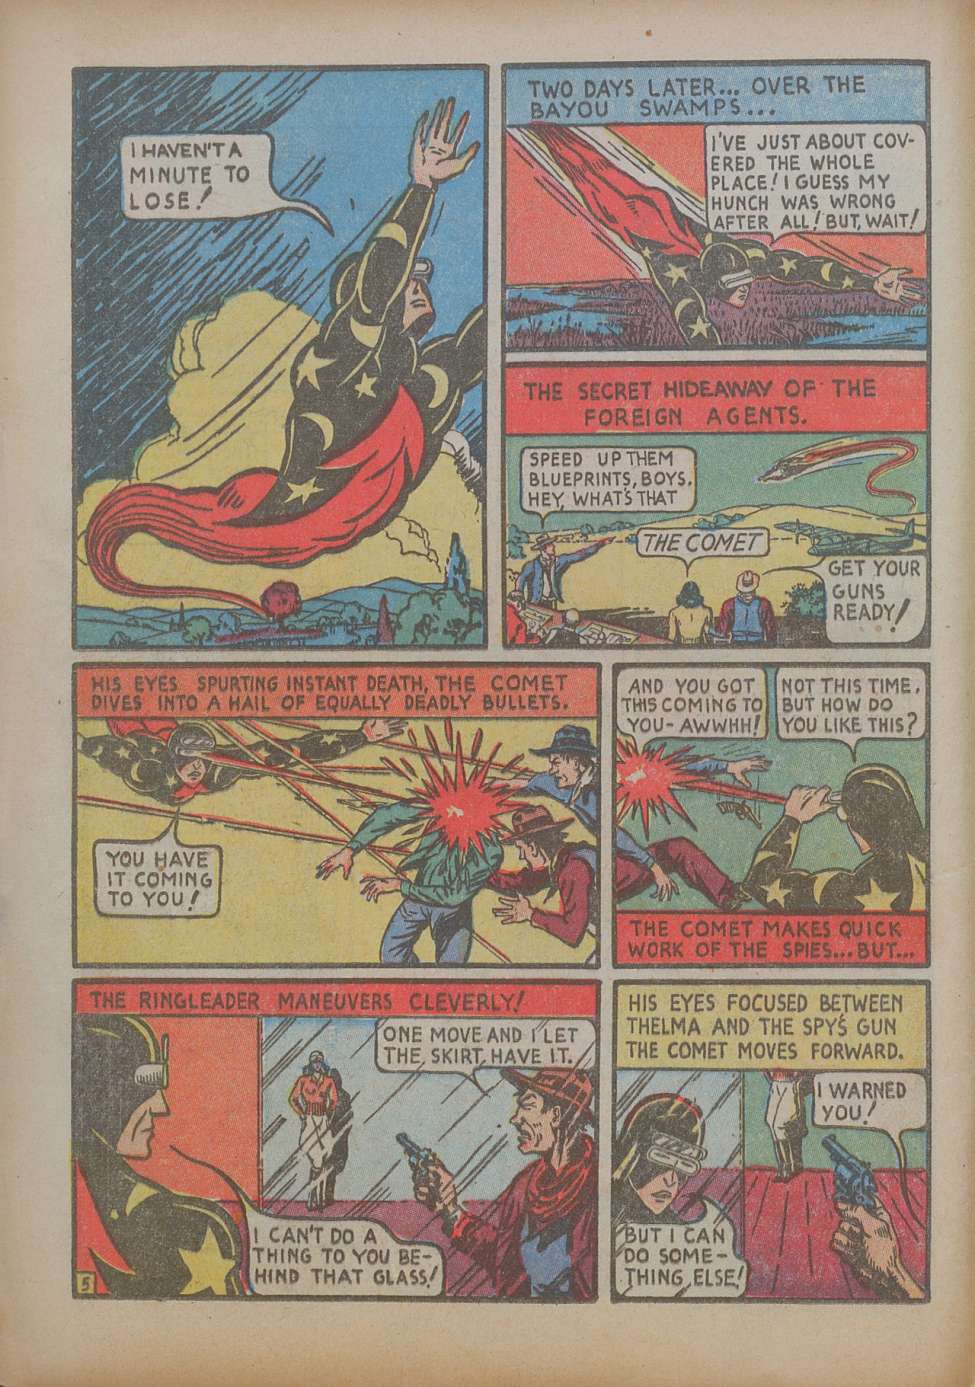 I HAVEN'T A
MINUTE TO
LOSE!
TWO DAYS LATER... OVER THE
BAYOU SWAMPS...
I'VE JUST ABOUT COV-
ERED THE WHOLE
PLACE! I GUESS MY
HUNCH WAS WRONG
AFTER ALL! BUT, WAIT!
THE SECRET HIDEAWAY OF THE
FOREIGN AGENTS.
SPEED UP THEM
BLUEPRINTS, BOYS.
HEY, WHAT'S THAT
THE COMET
GET YOUR
GUNS
READY!
HIS EYES SPURTING INSTANT DEATH, THE COMET
DIVES INTO A HAIL OF EQUALLY DEADLY BULLETS.
YOU HAVE
IT COMING
TO YOU!
AND YOU GOT
THIS COMING TO
YOU-AWWHH!
NOT THIS TIME,
BUT HOW DO
YOU LIKE THIS?
THE COMET MAKES QUICK
WORK OF THE SPIES... BUT...
THE RINGLEADER MANEUVERS CLEVERLY!
ONE MOVE AND I LET
THE SKIRT HAVE IT.
I CAN'T DO A
THING TO YOU BE-
HIND THAT GLASS!
5
HIS EYES FOCUSED BETWEEN
THELMA AND THE SPY'S GUN
THE COMET MOVES FORWARD.
I WARNED
YOU!
BUT I CAN
DO SOME-
THING ELSE!